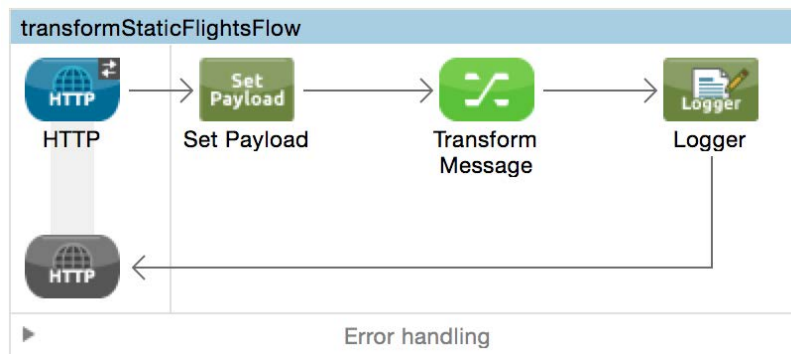 transformStaticFlightsFlow
HTTP
Set
Payload
Logger
HTTP
Set Payload
Transform
Message
Logger
HTTP
Error handling